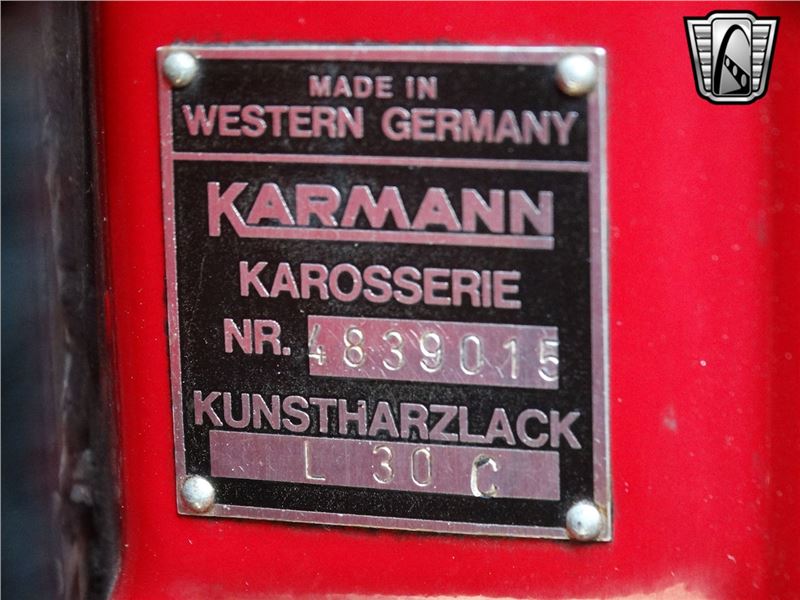 MADE IN
WESTERN GERMANY
KARMANN
KAROSSERIE
NR. 4839015
KUNSTHARZLACK
L 30 C